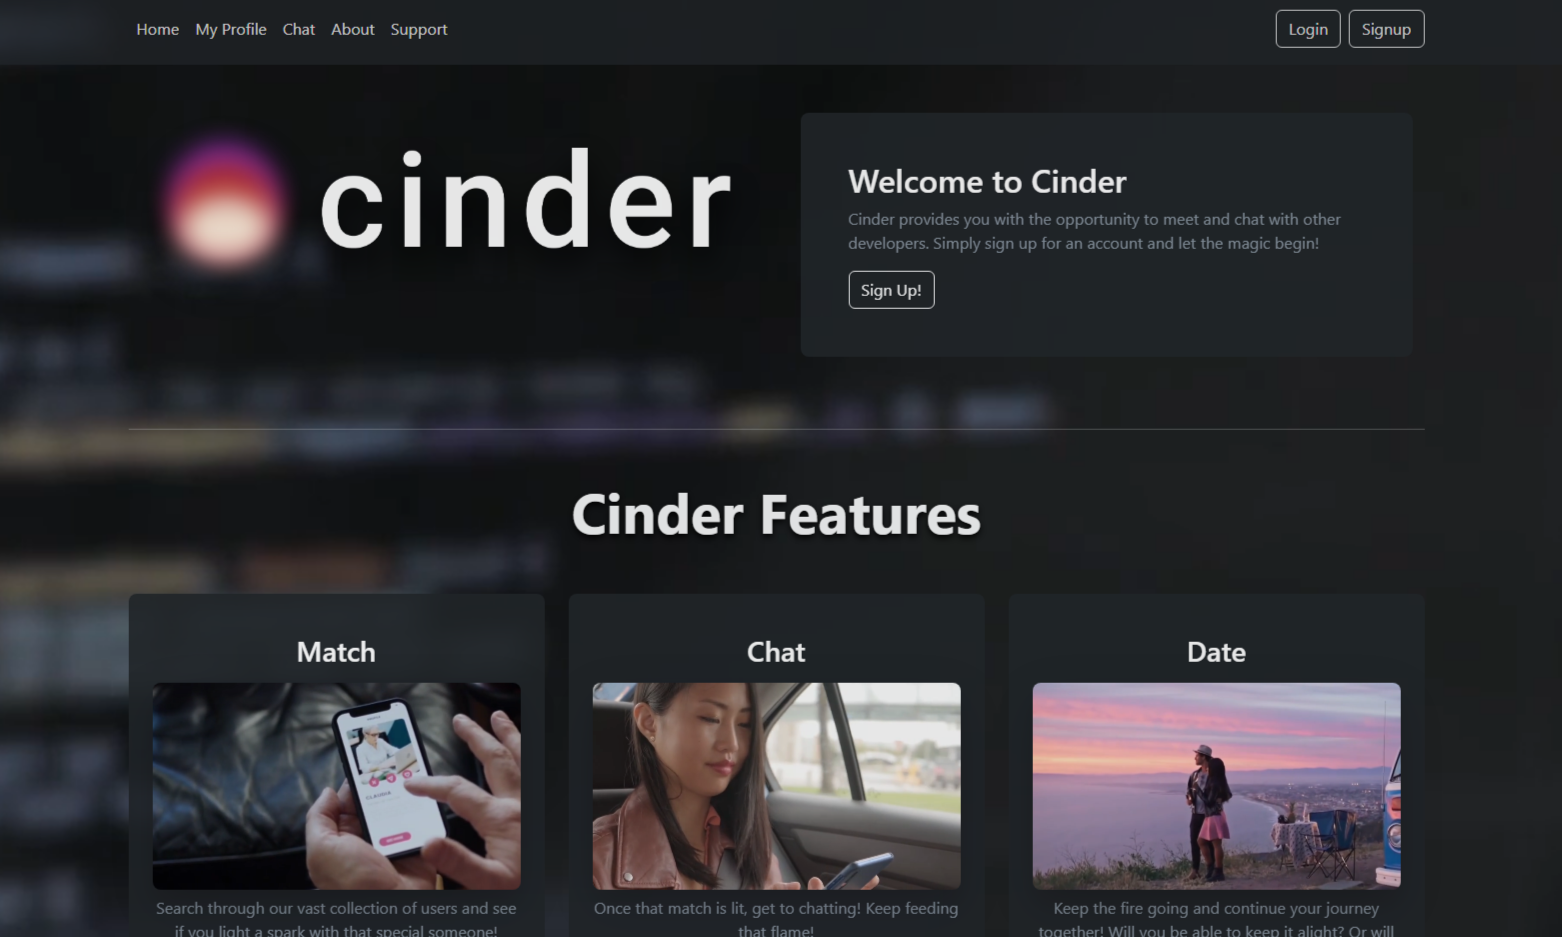 Home My Profile Chat About Support Login Signup
cinder
Welcome to Cinder
Cinder provides you with the opportunity to meet and chat with other
developers. Simply sign up for an account and let the magic begin!
Sign Up!
Cinder Features
Match
Search through our vast collection of users and see
if you light a spark with that special someone!
Chat
Once that match is lit, get to chatting! Keep feeding
that flame!
Date
Keep the fire going and continue your journey
together! Will you be able to keep it alight? Or will